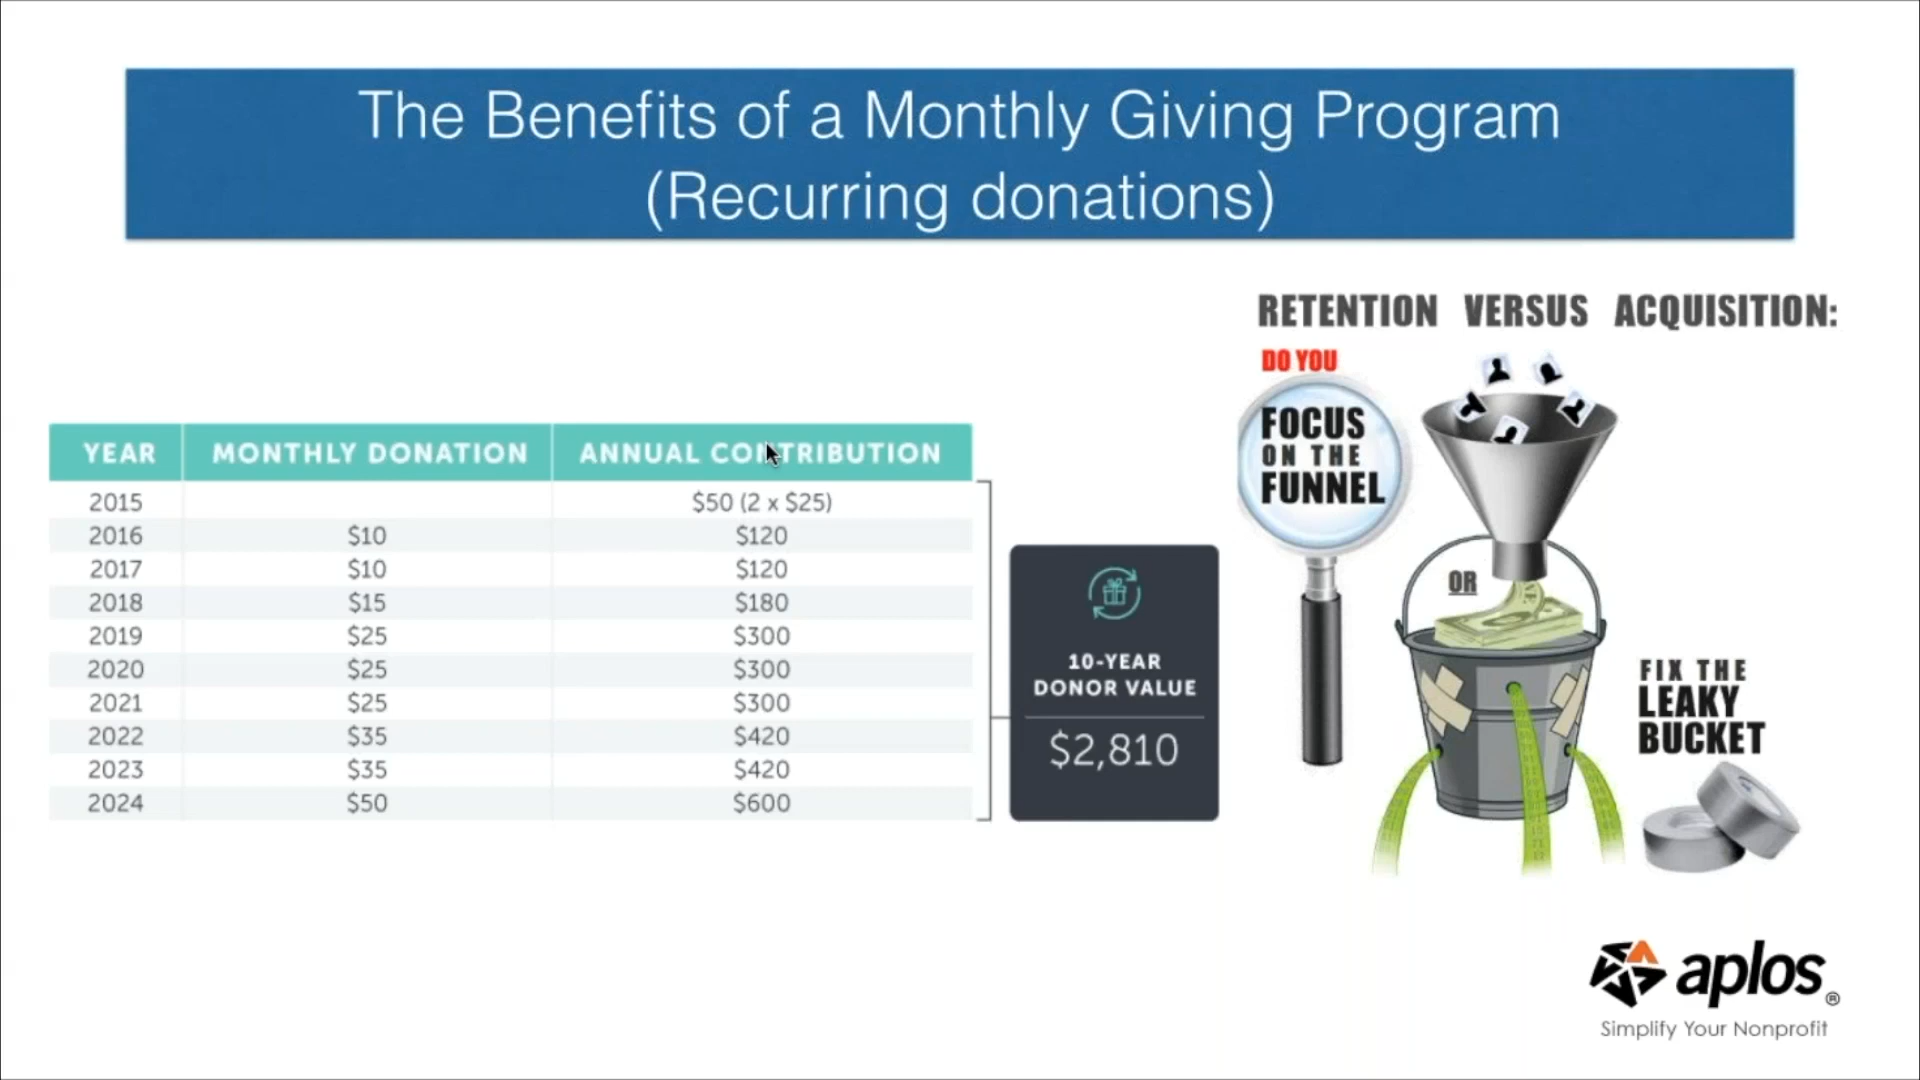 The Benefits of a Monthly Giving Program
(Recurring donations)
YEAR MONTHLY DONATION ANNUAL CONTRIBUTION
2015 $50 (2 x $25)
2016 $10 $120
2017 $10 $120
2018 $15 $180
2019 $25 $300
2020 $25 $300
2021 $25 $300
2022 $35 $420
2023 $35 $420
2024 $50 $600
10-YEAR
DONOR VALUE
$2,810
RETENTION VERSUS ACQUISITION:
DO YOU
FOCUS
ON THE
FUNNEL
OR
FIX THE
LEAKY
BUCKET
aplos®
Simplify Your Nonprofit